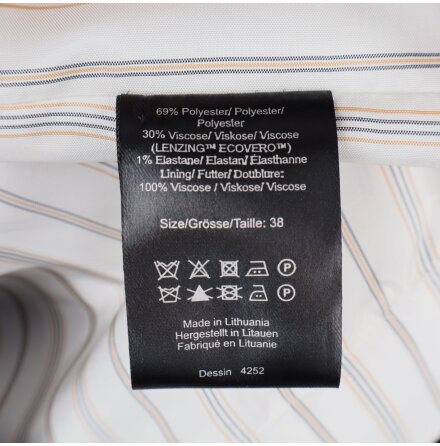 69% Polyester/ Polyester/
Polyester
30% Viscose/ Viskose/ Viscose
(LENZING™ ECOVERO™)
1% Elastane/ Elastan/ Élasthanne
Lining/ Futter/ Doublure:
100% Viscose / Viskose/ Viscose
Size/Grösse/Taille: 38
P
P
Made in Lithuania
Hergestellt in Litauen
Fabriqué en Lituanie
Dessin 4252